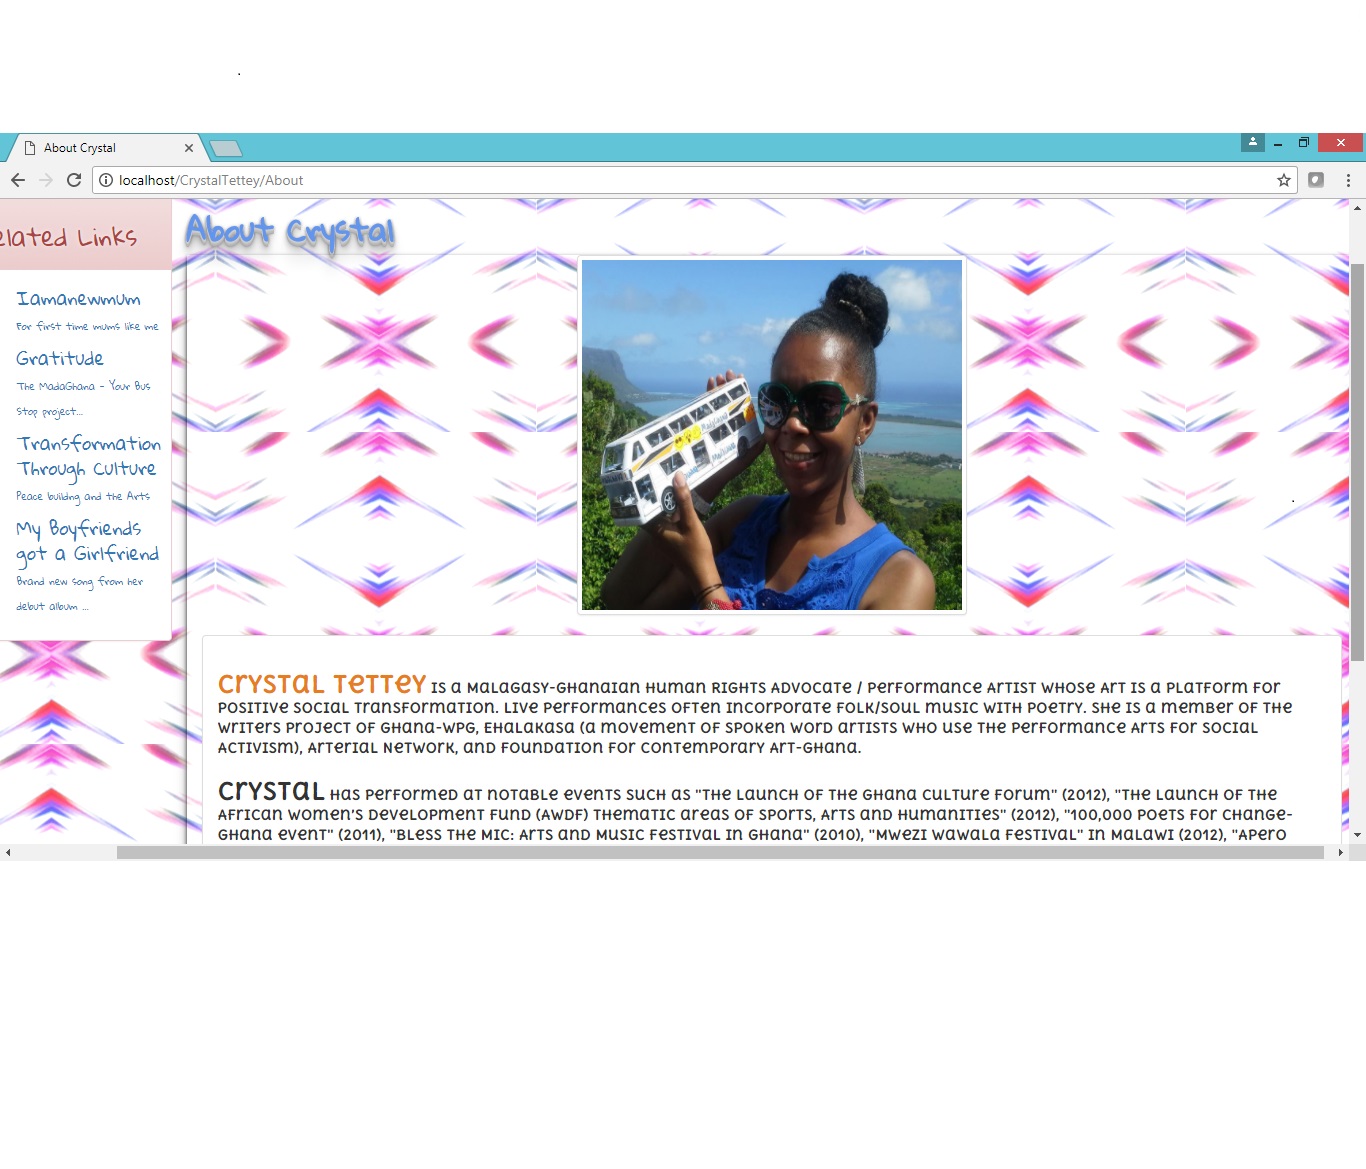 About Crystal
localhost/CrystalTettey/About
elated Links
Iamanewmum
For first time mums like me
Gratitude
The MadaGhana - Your Bus
Stop project...
Transformation
Through Culture
Peace buildng and the Arts
My Boyfriends
got a Girlfriend
Brand new song from her
debut album ...
About Crystal
Crystal Tettey is a Malagasy-Ghanaian Human Rights Advocate / Performance Artist whose art is a platform for
positive social transformation. Live performances often incorporate folk/soul music with poetry. She is a member of the
Writers Project of Ghana-WPG, Ehalakasa (a movement of spoken word artists who use the performance arts for social
activism), Arterial Network, and Foundation for Contemporary Art-Ghana.
Crystal has performed at notable events such as "The Launch of the Ghana Culture Forum" (2012), "The Launch of the
African Women's Development Fund (AWDF) Thematic areas of Sports, Arts and Humanities" (2012), "100,000 Poets for Change-
Ghana event" (2011), "Bless the Mic: Arts and Music Festival in Ghana" (2010), "Mwezi Wawala Festival" in Malawi (2012), "Apero